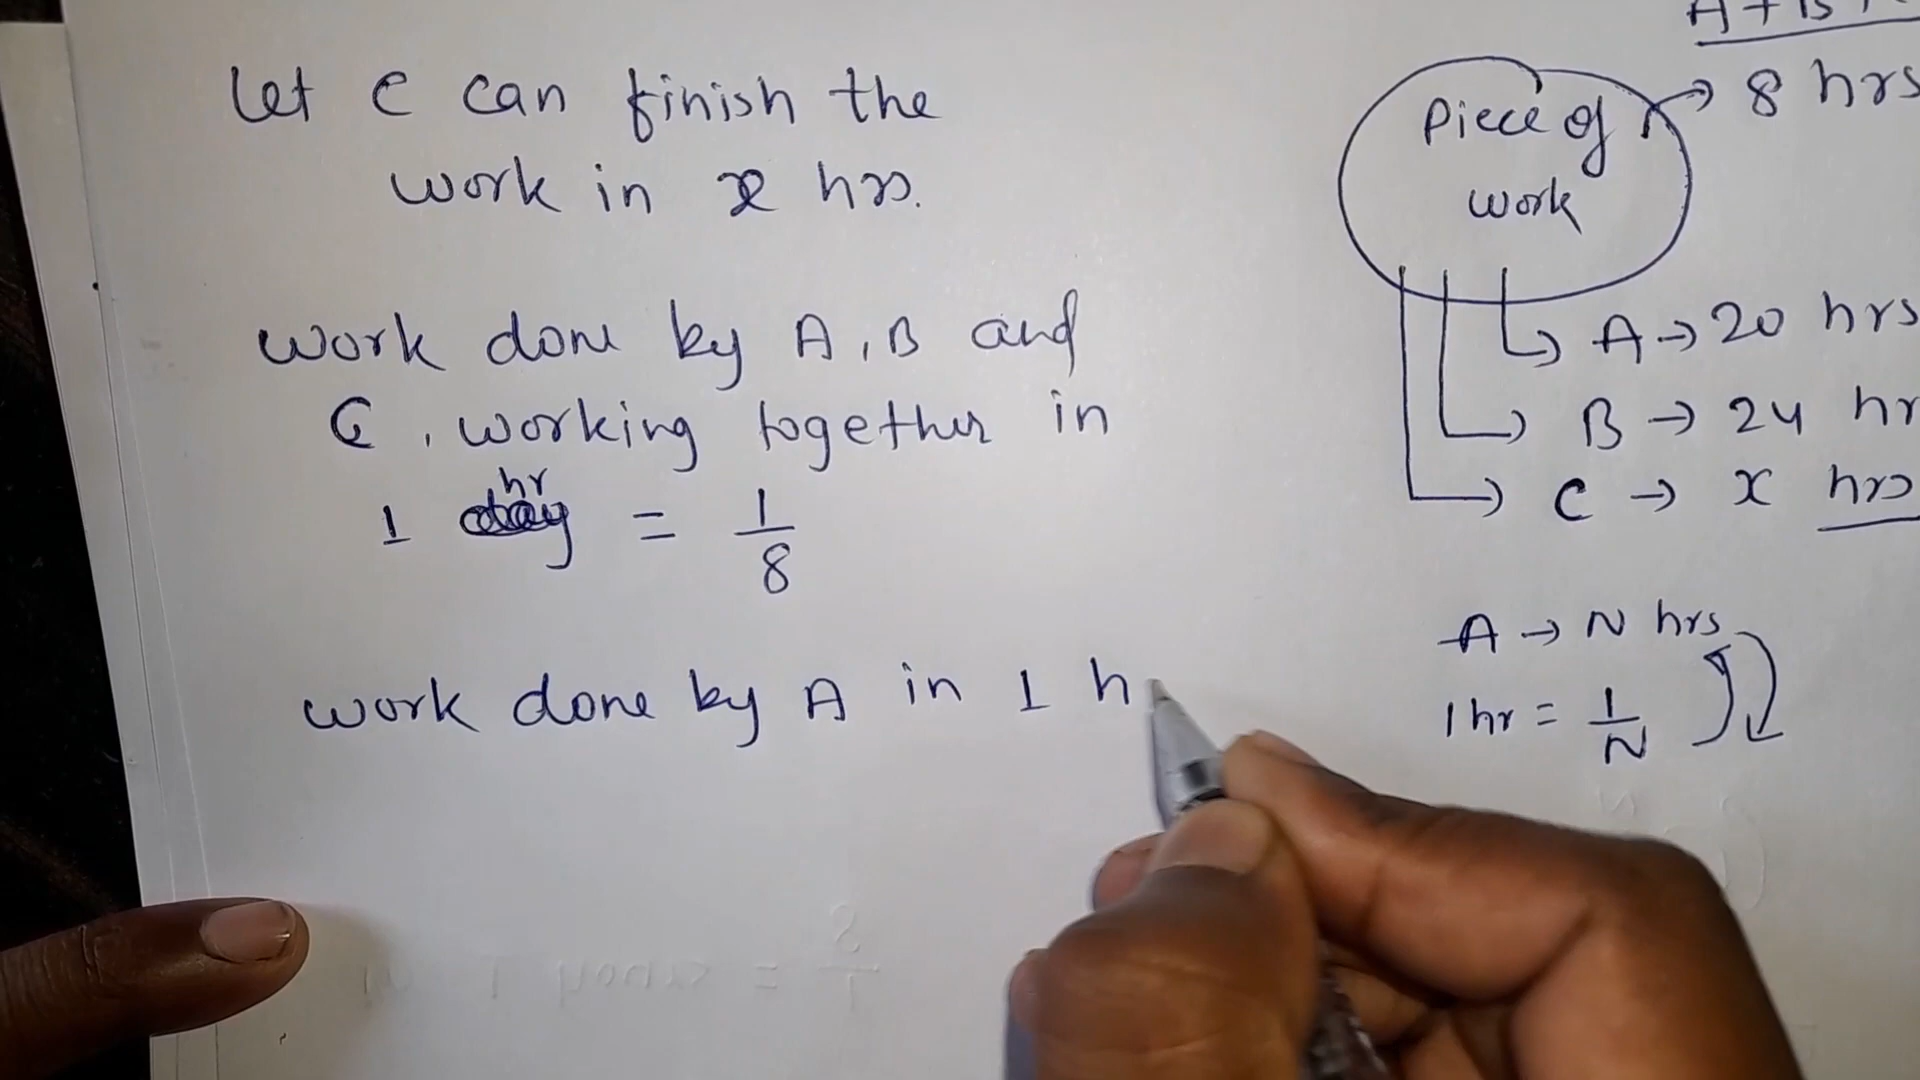 Let C can finish the
work in x hrs.
work done by A, B and
C, working together in
hr
1 = 1/8
work done by A in 1 h
A + B +
Piece of → 8 hrs
work
A → 20 hrs
B → 24 hr
C → x hrs
A → N hrs
1 hr = 1/N